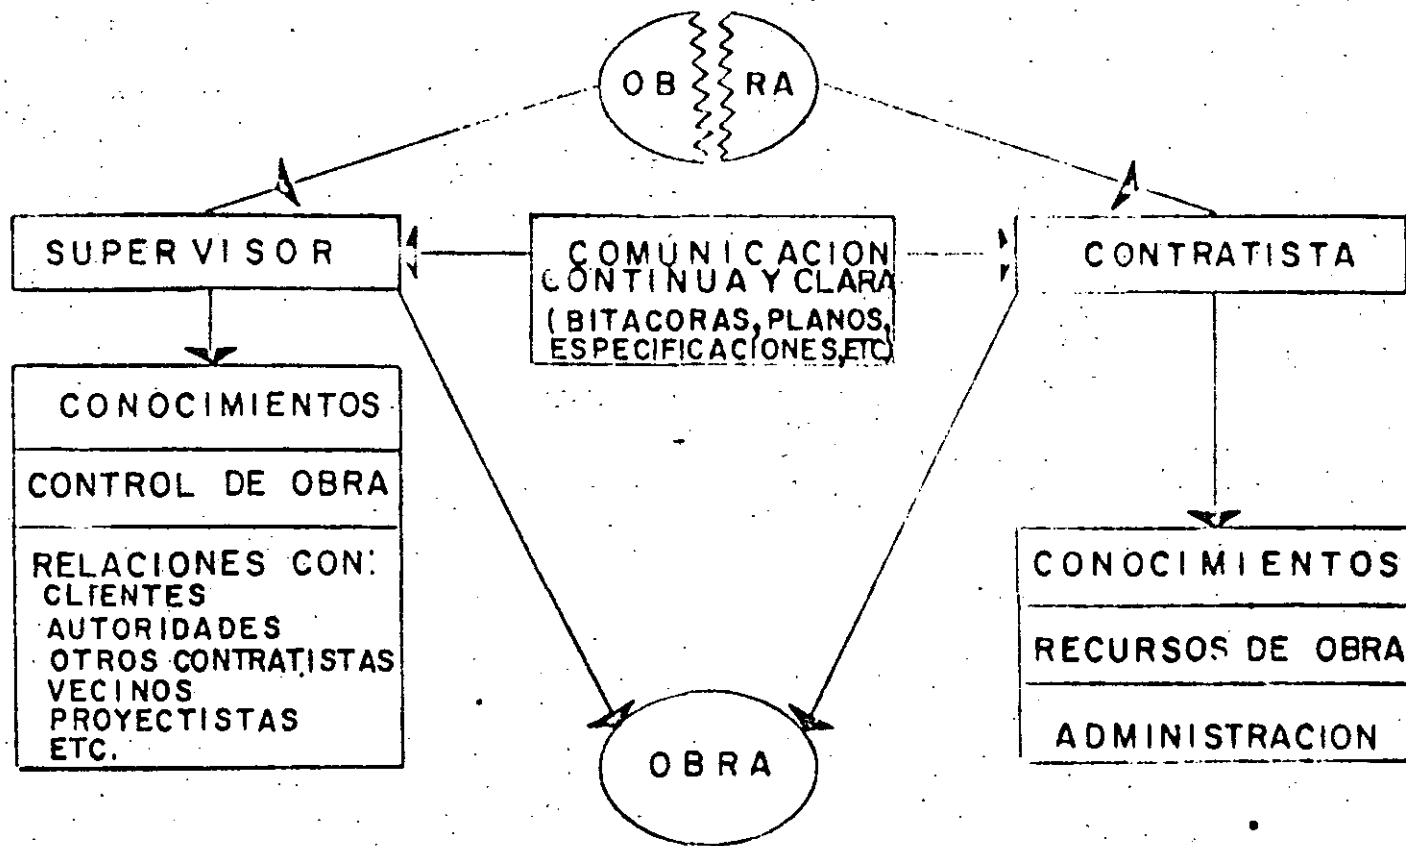 OB RA
SUPERVISOR
COMUNICACION
CONTINUA Y CLARA
(BITACORAS, PLANOS,
ESPECIFICACIONES, ETC)
CONTRATISTA
CONOCIMIENTOS
CONTROL DE OBRA
RELACIONES CON:
CLIENTES
AUTORIDADES
OTROS CONTRATISTAS
VECINOS
PROYECTISTAS
ETC.
CONOCIMIENTOS
RECURSOS DE OBRA
ADMINISTRACION
OBRA